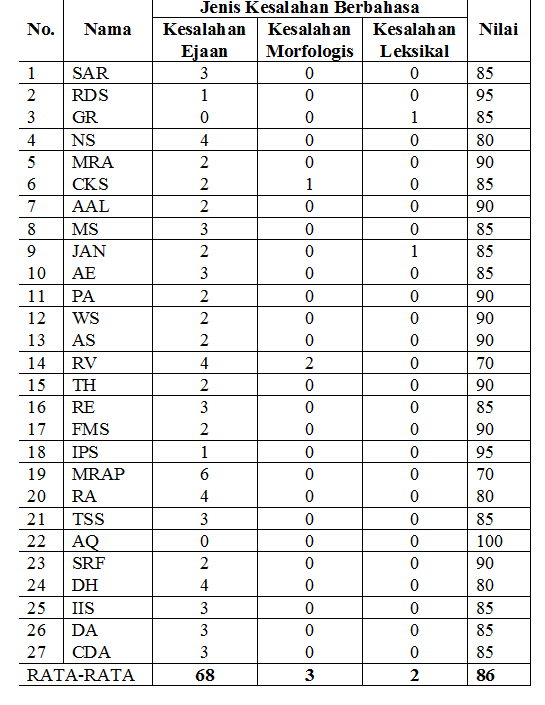 No. Nama Jenis Kesalahan Berbahasa Nilai
Kesalahan Ejaan Kesalahan Morfologis Kesalahan Leksikal
1 SAR 3 0 0 85
2 RDS 1 0 0 95
3 GR 0 0 1 85
4 NS 4 0 0 80
5 MRA 2 0 0 90
6 CKS 2 1 0 85
7 AAL 2 0 0 90
8 MS 3 0 0 85
9 JAN 2 0 1 85
10 AE 3 0 0 85
11 PA 2 0 0 90
12 WS 2 0 0 90
13 AS 2 0 0 90
14 RV 4 2 0 70
15 TH 2 0 0 90
16 RE 3 0 0 85
17 FMS 2 0 0 90
18 IPS 1 0 0 95
19 MRAP 6 0 0 70
20 RA 4 0 0 80
21 TSS 3 0 0 85
22 AQ 0 0 0 100
23 SRF 2 0 0 90
24 DH 4 0 0 80
25 IIS 3 0 0 85
26 DA 3 0 0 85
27 CDA 3 0 0 85
RATA-RATA 68 3 2 86